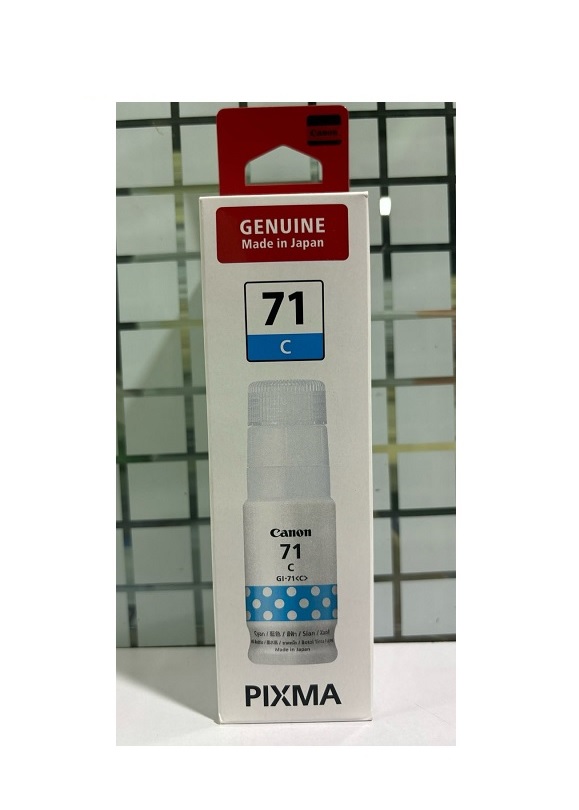 Canon
GENUINE
Made in Japan
71
C
Canon
71
C
GI-71<C>
Made in Japan
PIXMA